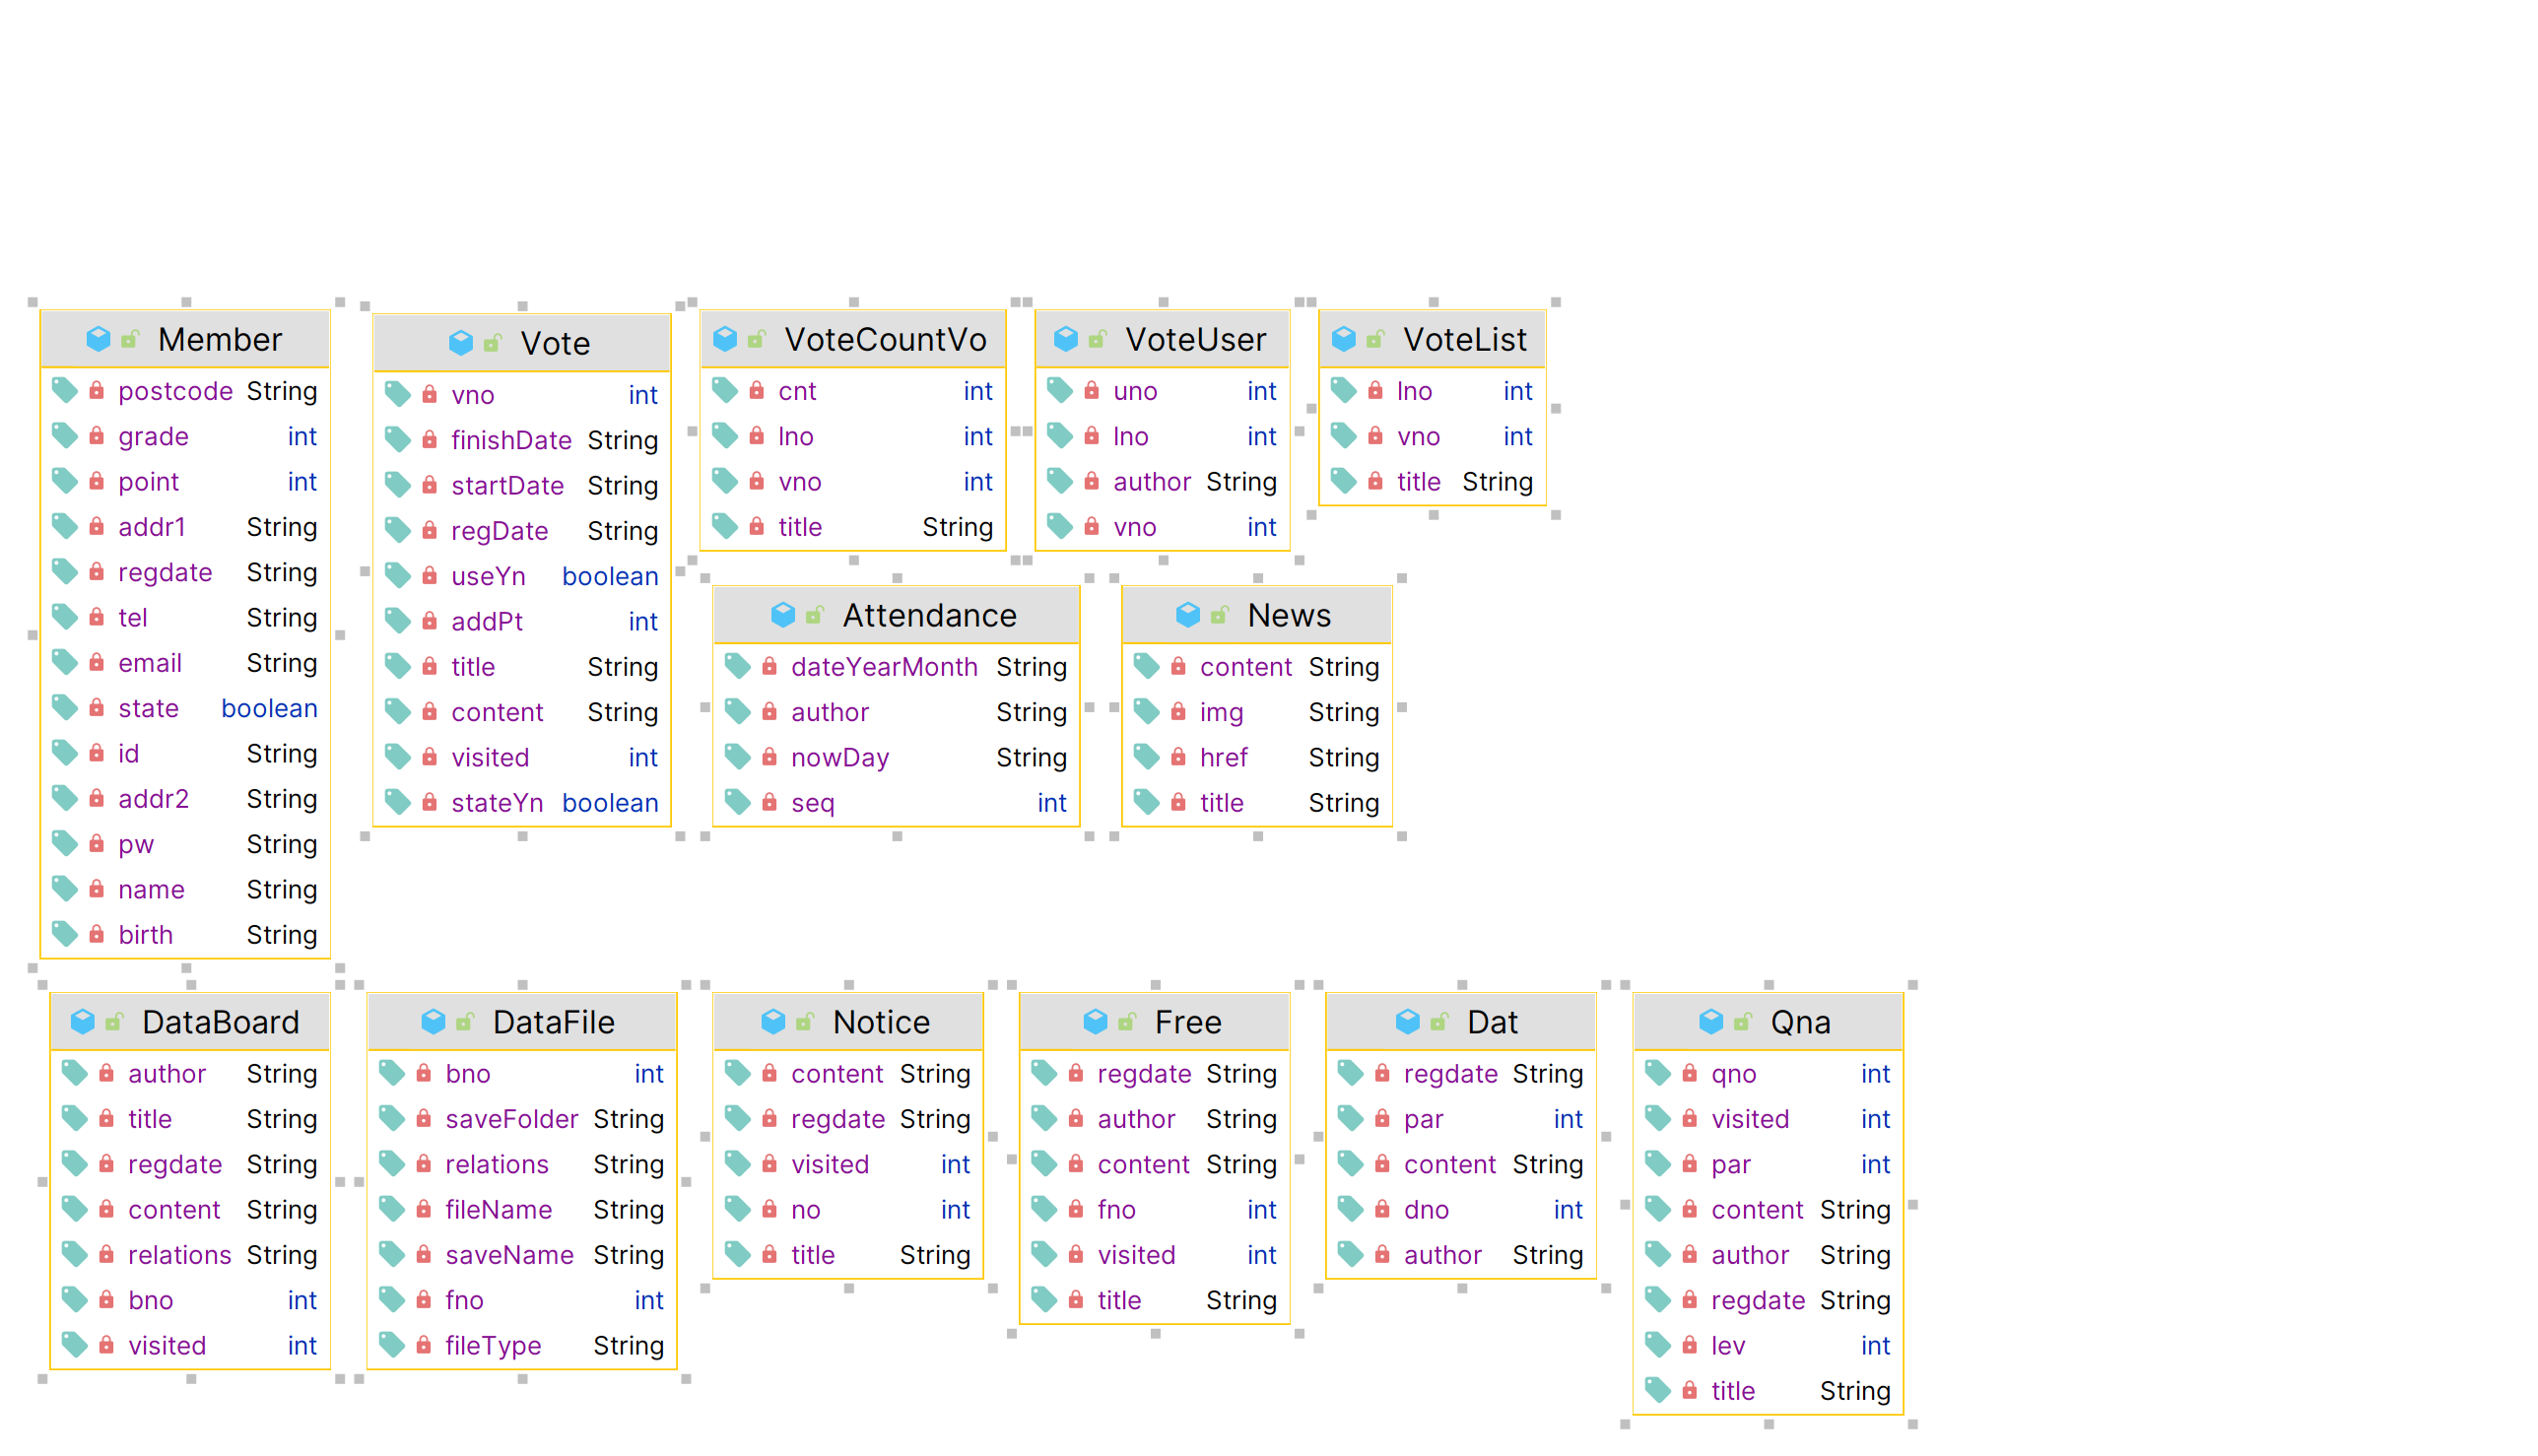 Member
postcode String
grade int
point int
addr1 String
regdate String
tel String
email String
state boolean
id String
addr2 String
pw String
name String
birth String
Vote
vno int
finishDate String
startDate String
regDate String
useYn boolean
addPt int
title String
content String
visited int
stateYn boolean
VoteCountVo
cnt int
lno int
vno int
title String
VoteUser
uno int
lno int
author String
vno int
VoteList
lno int
vno int
title String
Attendance
dateYearMonth String
author String
nowDay String
seq int
News
content String
img String
href String
title String
DataBoard
author String
title String
regdate String
content String
relations String
bno int
visited int
DataFile
bno int
saveFolder String
relations String
fileName String
saveName String
fno int
fileType String
Notice
content String
regdate String
visited int
no int
title String
Free
regdate String
author String
content String
fno int
visited int
title String
Dat
regdate String
par int
content String
dno int
author String
Qna
qno int
visited int
par int
content String
author String
regdate String
lev int
title String